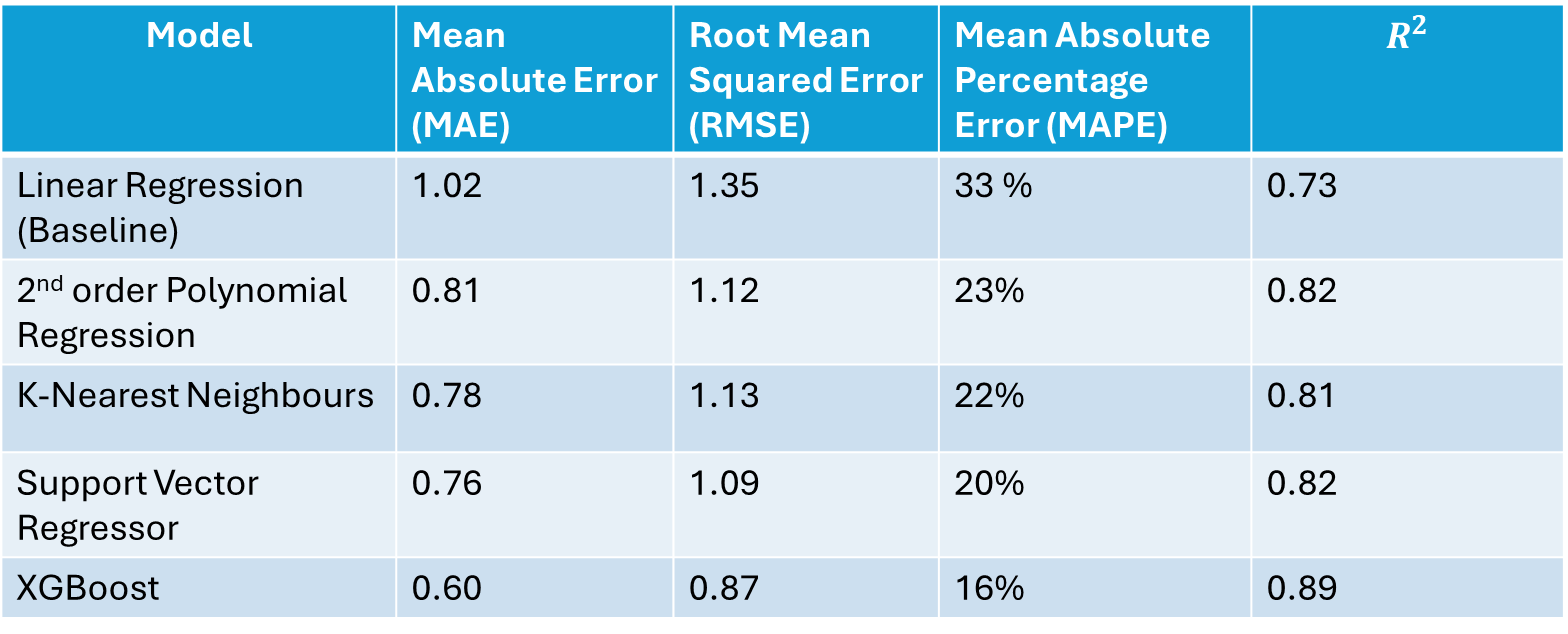 Model
Mean
Absolute Error
(MAE)
Root Mean
Squared Error
(RMSE)
Mean Absolute
Percentage
Error (MAPE)
R²
Linear Regression
(Baseline)
1.02
1.35
33 %
0.73
2nd order Polynomial
Regression
0.81
1.12
23%
0.82
K-Nearest Neighbours
0.78
1.13
22%
0.81
Support Vector
Regressor
0.76
1.09
20%
0.82
XGBoost
0.60
0.87
16%
0.89